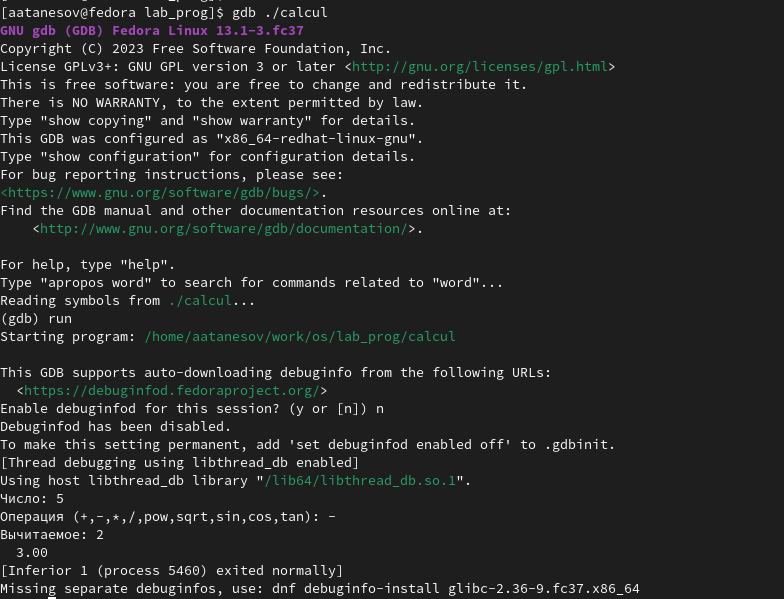 [aatanesov@fedora lab_prog]$ gdb ./calcul
GNU gdb (GDB) Fedora Linux 13.1-3.fc37
Copyright (C) 2023 Free Software Foundation, Inc.
License GPLv3+: GNU GPL version 3 or later <http://gnu.org/licenses/gpl.html>
This is free software: you are free to change and redistribute it.
There is NO WARRANTY, to the extent permitted by law.
Type "show copying" and "show warranty" for details.
This GDB was configured as "x86_64-redhat-linux-gnu".
Type "show configuration" for configuration details.
For bug reporting instructions, please see:
<https://www.gnu.org/software/gdb/bugs/>.
Find the GDB manual and other documentation resources online at:
    <http://www.gnu.org/software/gdb/documentation/>.

For help, type "help".
Type "apropos word" to search for commands related to "word"...
Reading symbols from ./calcul...
(gdb) run
Starting program: /home/aatanesov/work/os/lab_prog/calcul

This GDB supports auto-downloading debuginfo from the following URLs:
  <https://debuginfod.fedoraproject.org/>
Enable debuginfod for this session? (y or [n]) n
Debuginfod has been disabled.
To make this setting permanent, add 'set debuginfod enabled off' to .gdbinit.
[Thread debugging using libthread_db enabled]
Using host libthread_db library "/lib64/libthread_db.so.1".
Число: 5
Операция (+,-,*,/,pow,sqrt,sin,cos,tan): -
Вычитаемое: 2
  3.00
[Inferior 1 (process 5460) exited normally]
Missing separate debuginfos, use: dnf debuginfo-install glibc-2.36-9.fc37.x86_64